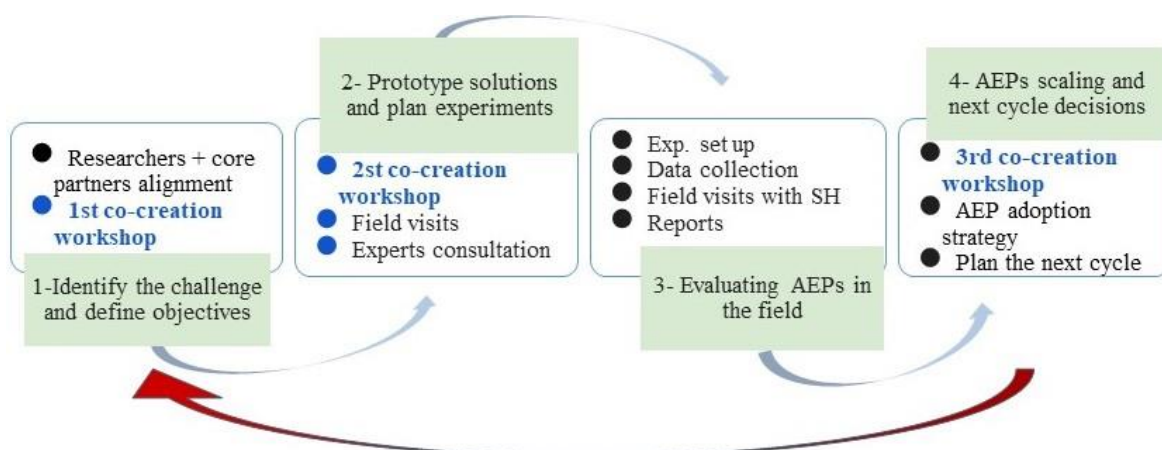 Researchers + core
partners alignment
1st co-creation
workshop
1-Identify the challenge
and define objectives
2- Prototype solutions
and plan experiments
2st co-creation
workshop
Field visits
Experts consultation
Exp. set up
Data collection
Field visits with SH
Reports
3- Evaluating AEPs in
the field
4- AEPs scaling and
next cycle decisions
3rd co-creation
workshop
AEP adoption
strategy
Plan the next cycle